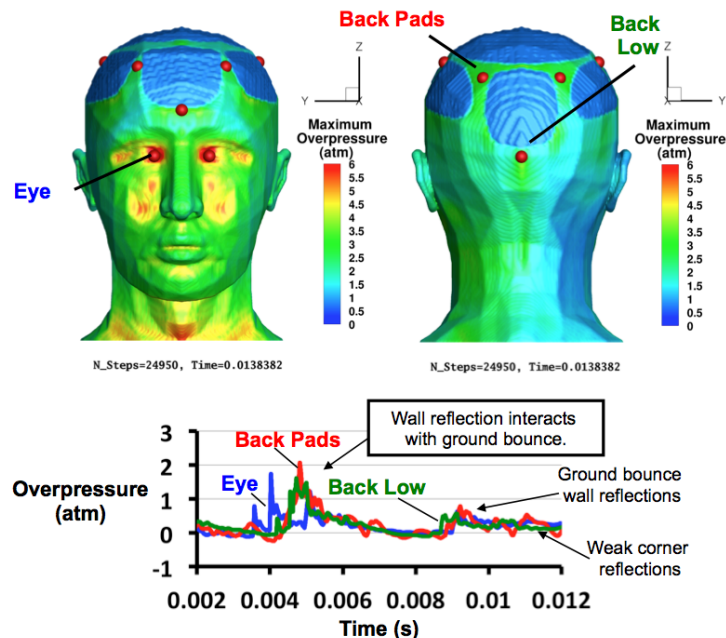 Back Pads
Back
Low
Z
Y
X
Maximum
Overpressure
(atm)
6
5.5
5
4.5
4
3.5
3
2.5
2
1.5
1
0.5
0
Eye
N_Steps=24950, Time=0.0138382
Z
X
Y
Maximum
Overpressure
(atm)
6
5.5
5
4.5
4
3.5
3
2.5
2
1.5
1
0.5
0
N_Steps=24950, Time=0.0138382
Wall reflection interacts
with ground bounce.
Back Pads
Eye
Back Low
Ground bounce
wall reflections
Weak corner
reflections
Overpressure
(atm)
3
2
1
0
-1
0.002 0.004 0.006 0.008 0.01 0.012
Time (s)